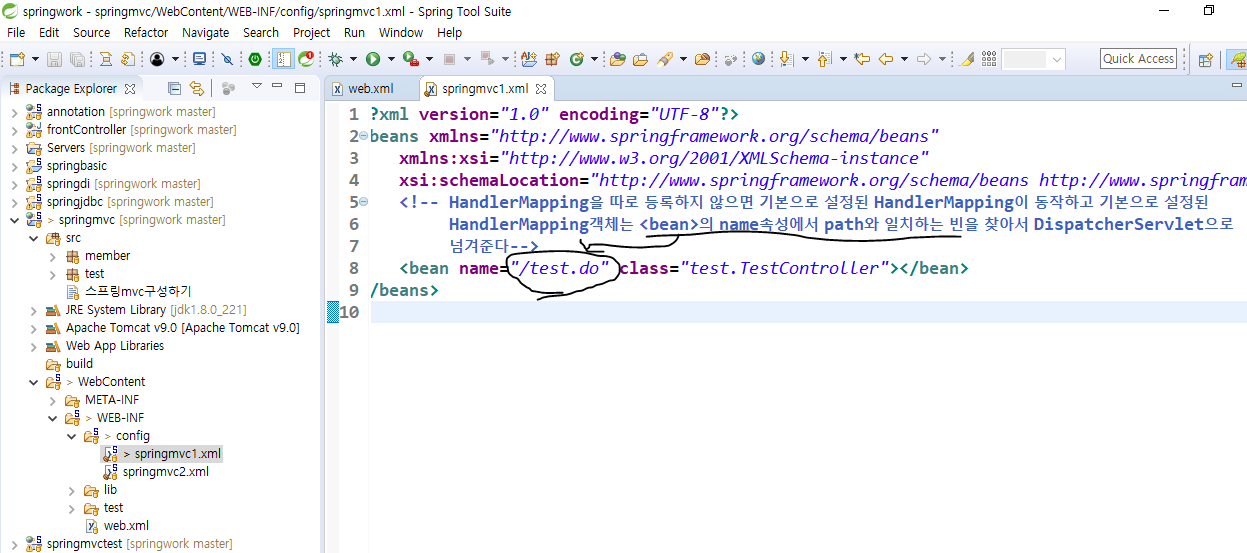 springwork - springmvc/WebContent/WEB-INF/config/springmvc1.xml - Spring Tool Suite
File Edit Source Refactor Navigate Search Project Run Window Help
Quick Access
Package Explorer
web.xml
springmvc1.xml
annotation [springwork master]
frontController [springwork master]
Servers [springwork master]
springbasic
springdi [springwork master]
springjdbc [springwork master]
> springmvc [springwork master]
src
member
test
스프링mvc구성하기
JRE System Library [jdk1.8.0_221]
Apache Tomcat v9.0 [Apache Tomcat v9.0]
Web App Libraries
build
> WebContent
META-INF
> WEB-INF
> config
> springmvc1.xml
springmvc2.xml
lib
test
web.xml
springmvctest [springwork master]
1 ?xml version="1.0" encoding="UTF-8"?>
2 beans xmlns="http://www.springframework.org/schema/beans"
3 xmlns:xsi="http://www.w3.org/2001/XMLSchema-instance"
4 xsi:schemaLocation="http://www.springframework.org/schema/beans http://www.springframew
5 <!-- HandlerMapping을 따로 등록하지 않으면 기본으로 설정된 HandlerMapping이 동작하고 기본으로 설정된
6 HandlerMapping객체는 <bean>의 name속성에서 path와 일치하는 빈을 찾아서 DispatcherServlet으로
7 넘겨준다-->
8 <bean name="/test.do" class="test.TestController"></bean>
9 /beans>
10